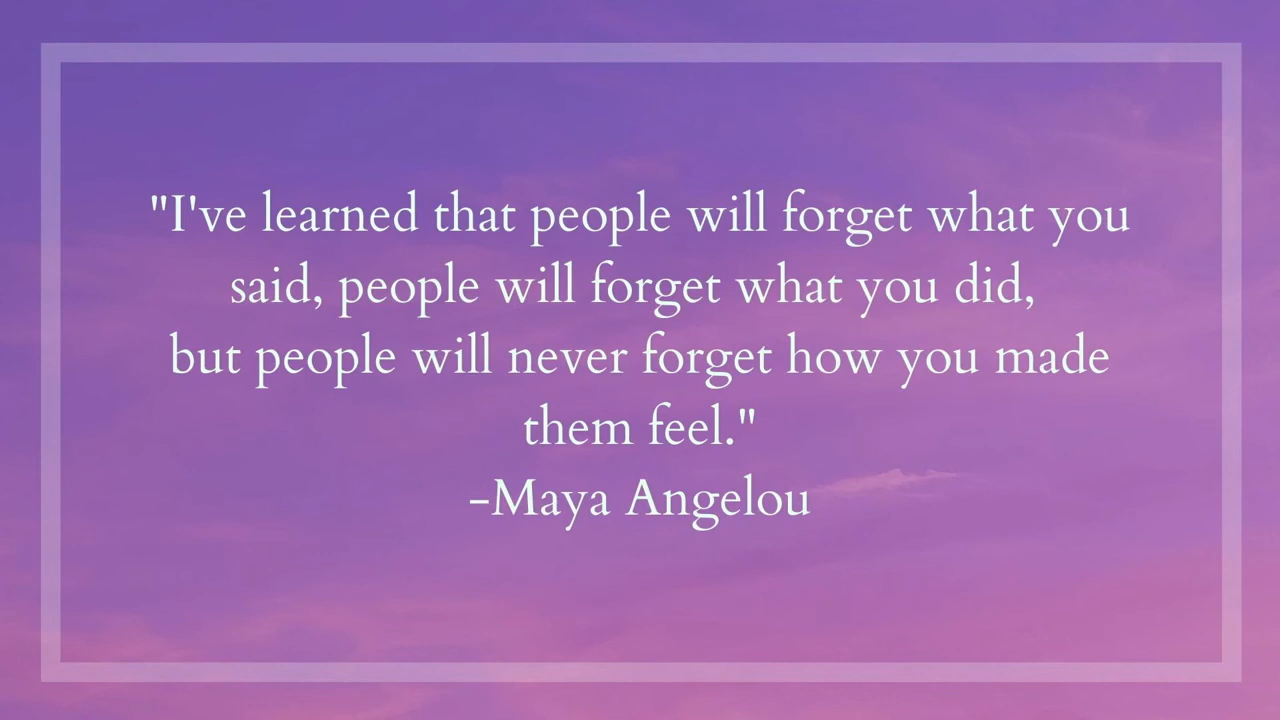 "I've learned that people will forget what you
said, people will forget what you did,
but people will never forget how you made
them feel."
-Maya Angelou